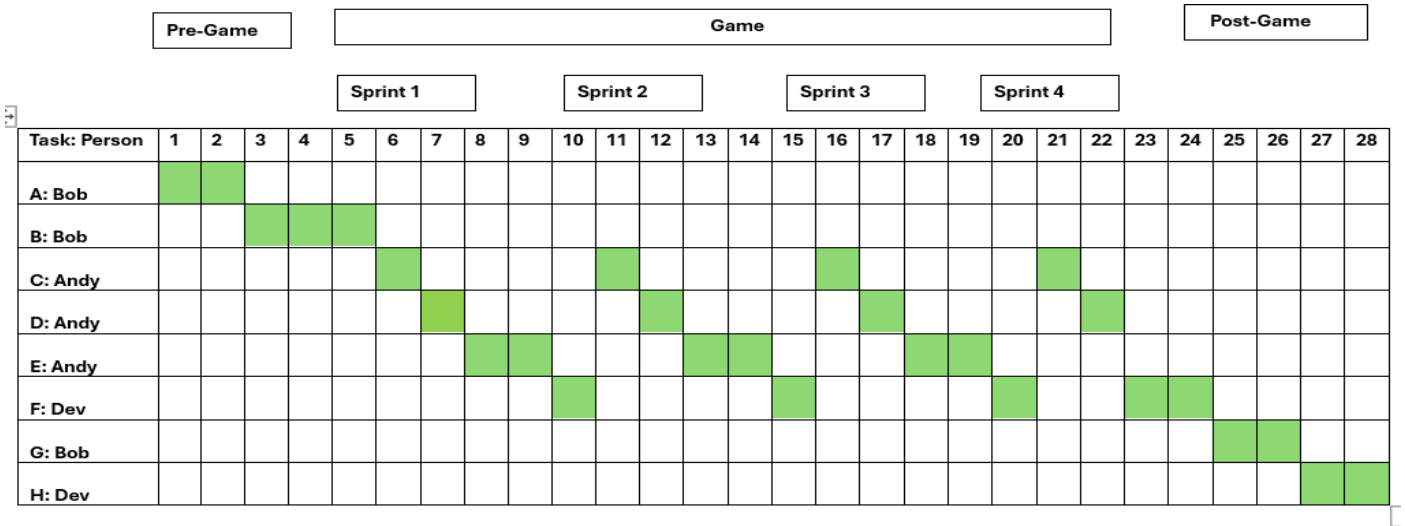 Pre-Game
Game
Post-Game
Sprint 1
Sprint 2
Sprint 3
Sprint 4
Task: Person 1 2 3 4 5 6 7 8 9 10 11 12 13 14 15 16 17 18 19 20 21 22 23 24 25 26 27 28
A: Bob
B: Bob
C: Andy
D: Andy
E: Andy
F: Dev
G: Bob
H: Dev